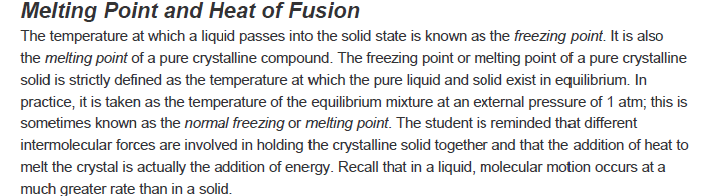 Melting Point and Heat of Fusion
The temperature at which a liquid passes into the solid state is known as the freezing point. It is also
the melting point of a pure crystalline compound. The freezing point or melting point of a pure crystalline
solid is strictly defined as the temperature at which the pure liquid and solid exist in equilibrium. In
practice, it is taken as the temperature of the equilibrium mixture at an external pressure of 1 atm; this is
sometimes known as the normal freezing or melting point. The student is reminded that different
intermolecular forces are involved in holding the crystalline solid together and that the addition of heat to
melt the crystal is actually the addition of energy. Recall that in a liquid, molecular motion occurs at a
much greater rate than in a solid.